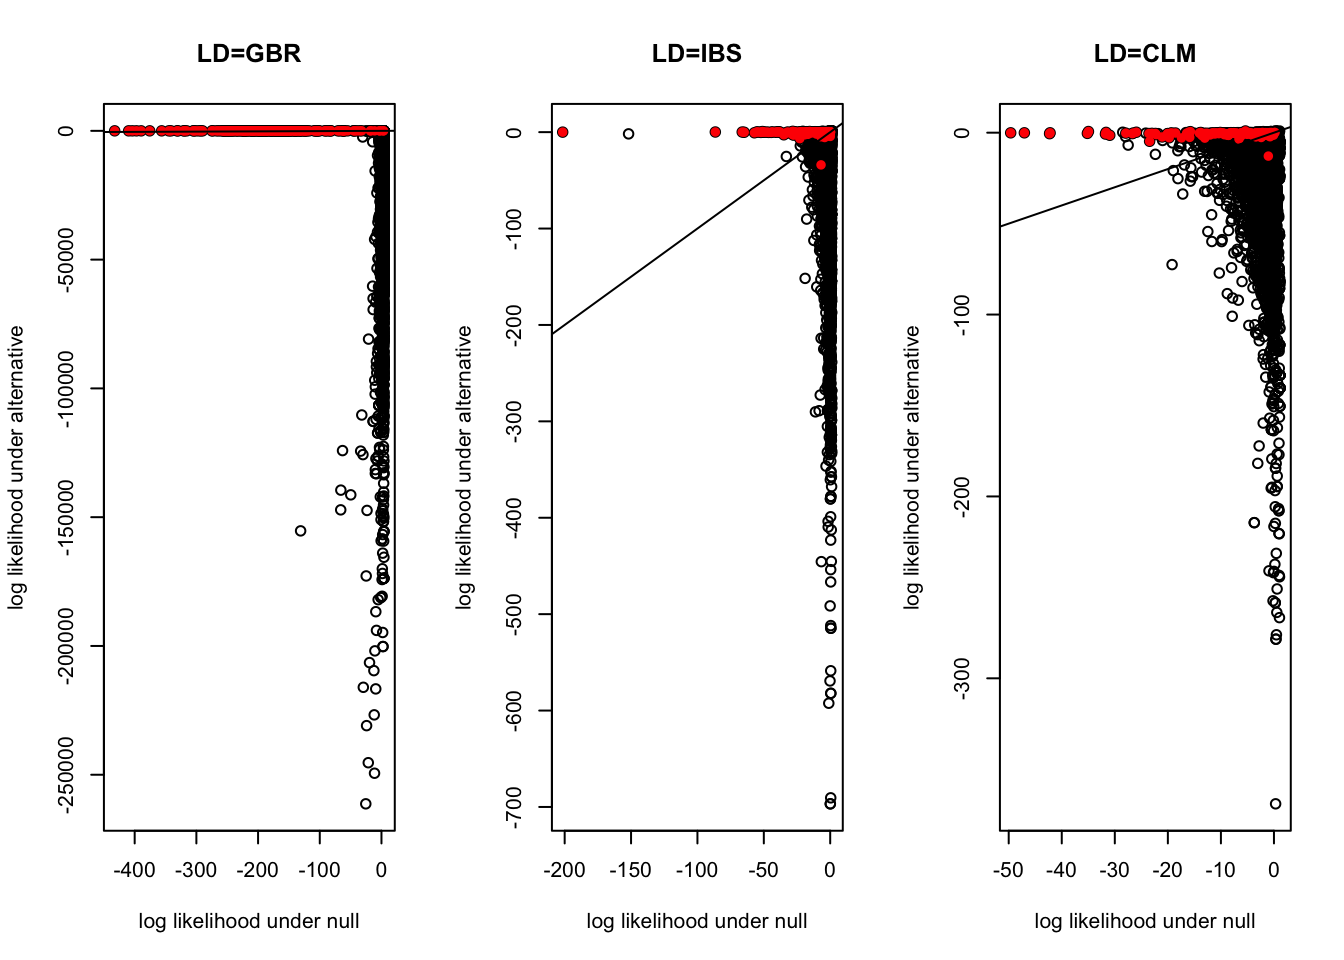 LD=GBR
log likelihood under alternative
0
-50000
-100000
-150000
-200000
-250000
-400 -300 -200 -100 0
log likelihood under null
LD=IBS
log likelihood under alternative
0
-100
-200
-300
-400
-500
-600
-700
-200 -150 -100 -50 0
log likelihood under null
LD=CLM
log likelihood under alternative
0
-100
-200
-300
-50 -40 -30 -20 -10 0
log likelihood under null